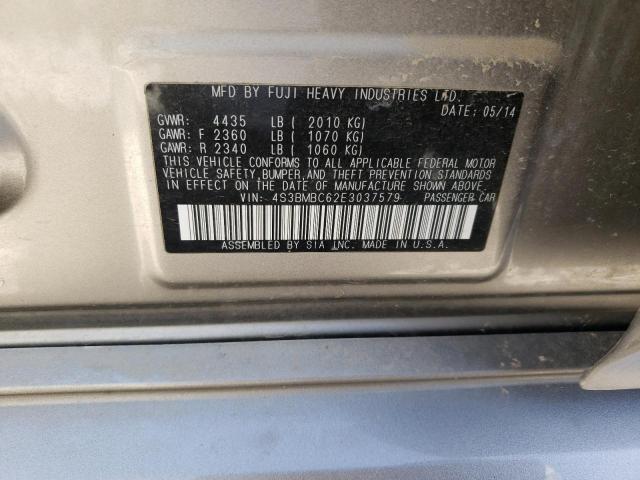 MFD BY FUJI HEAVY INDUSTRIES LTD.
DATE: 05/14
GVWR: 4435 LB ( 2010 KG)
GAWR: F 2360 LB ( 1070 KG)
GAWR: R 2340 LB ( 1060 KG)
THIS VEHICLE CONFORMS TO ALL APPLICABLE FEDERAL MOTOR
VEHICLE SAFETY, BUMPER, AND THEFT PREVENTION STANDARDS
IN EFFECT ON THE DATE OF MANUFACTURE SHOWN ABOVE.
VIN: 4S3BMBC62E3037579 PASSENGER CAR
ASSEMBLED BY SIA INC. MADE IN U.S.A.